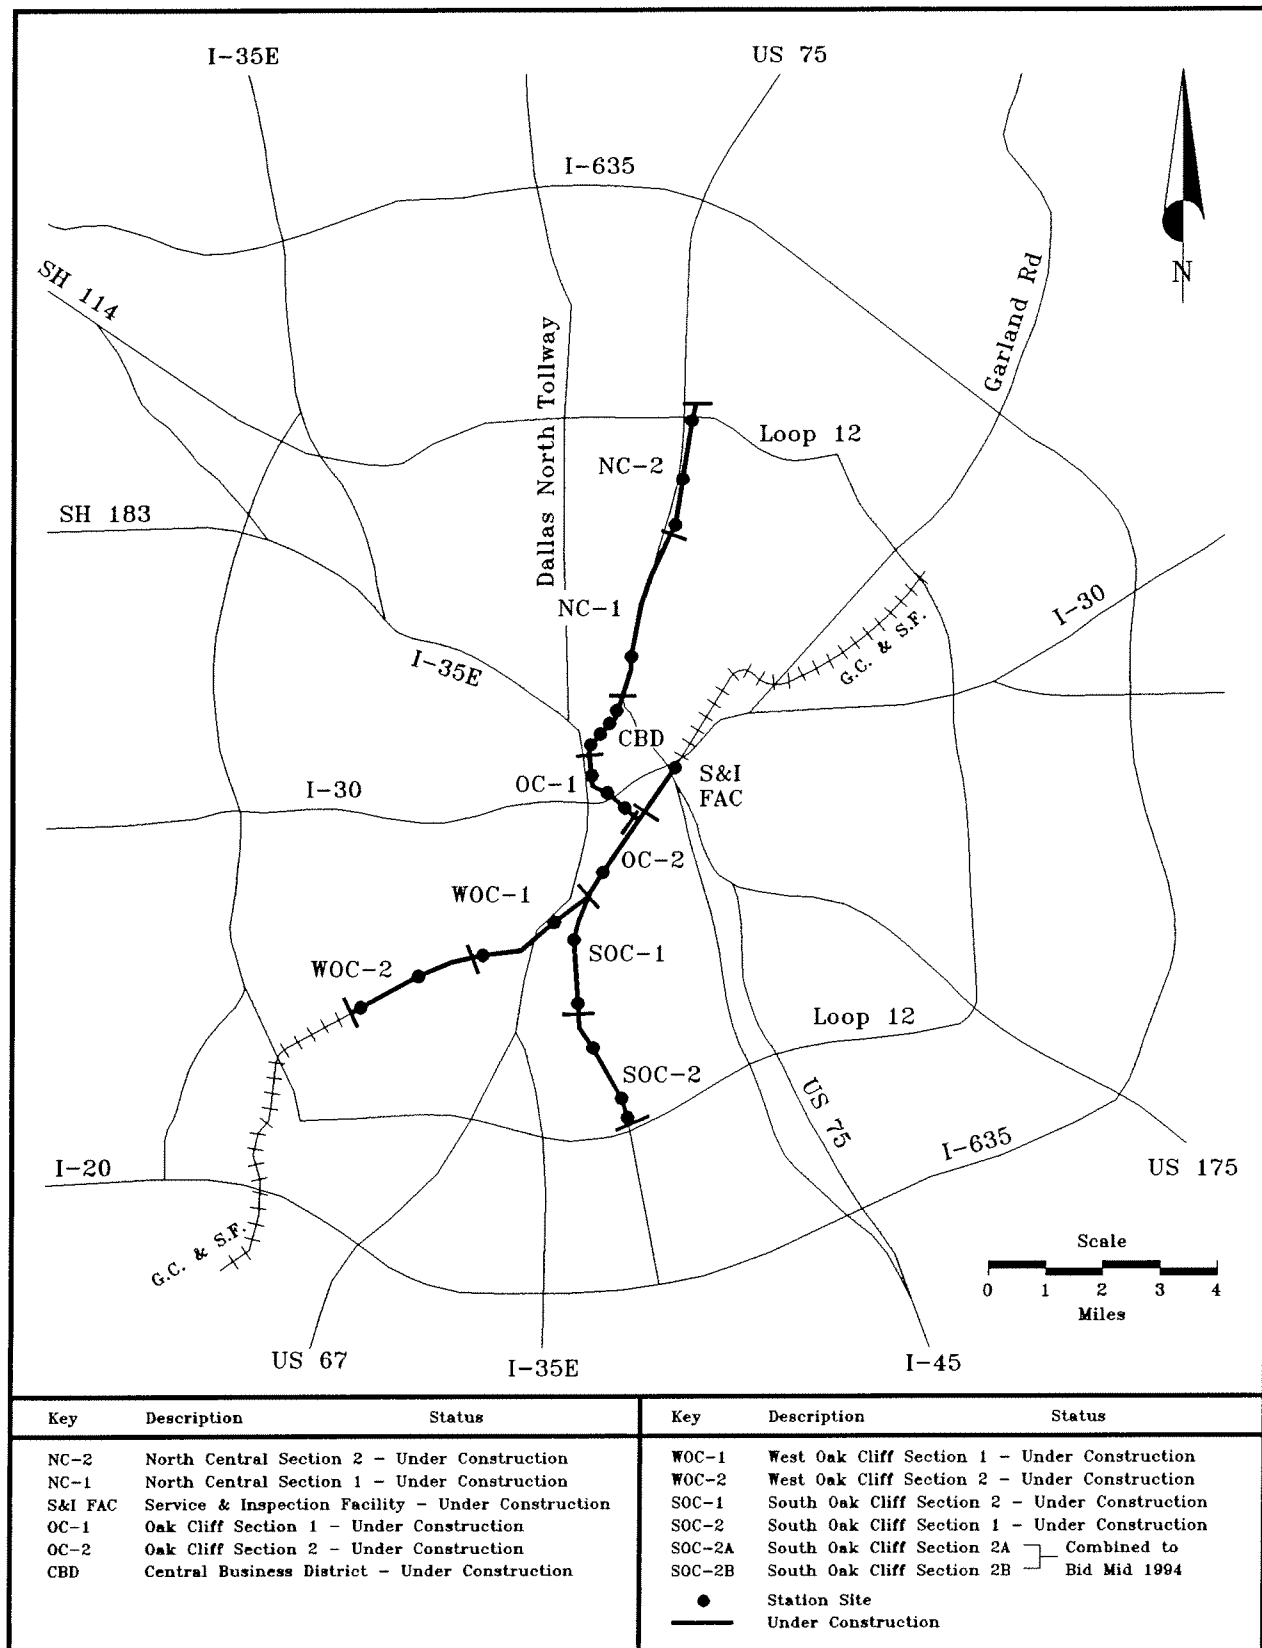 I-35E
US 75
I-635
SH 114
Garland Rd
N
Dallas North Tollway
Loop 12
NC-2
SH 183
NC-1
I-30
G.C. & S.F.
I-35E
CBD
S&I
FAC
OC-1
I-30
OC-2
WOC-1
SOC-1
WOC-2
Loop 12
SOC-2
US 75
I-635
I-20
US 175
G.C. & S.F.
Scale
0 1 2 3 4
Miles
US 67
I-35E
I-45
Key Description Status
NC-2 North Central Section 2 - Under Construction
NC-1 North Central Section 1 - Under Construction
S&I FAC Service & Inspection Facility - Under Construction
OC-1 Oak Cliff Section 1 - Under Construction
OC-2 Oak Cliff Section 2 - Under Construction
CBD Central Business District - Under Construction
Key Description Status
WOC-1 West Oak Cliff Section 1 - Under Construction
WOC-2 West Oak Cliff Section 2 - Under Construction
SOC-1 South Oak Cliff Section 2 - Under Construction
SOC-2 South Oak Cliff Section 1 - Under Construction
SOC-2A South Oak Cliff Section 2A Combined to
SOC-2B South Oak Cliff Section 2B Bid Mid 1994
Station Site
Under Construction